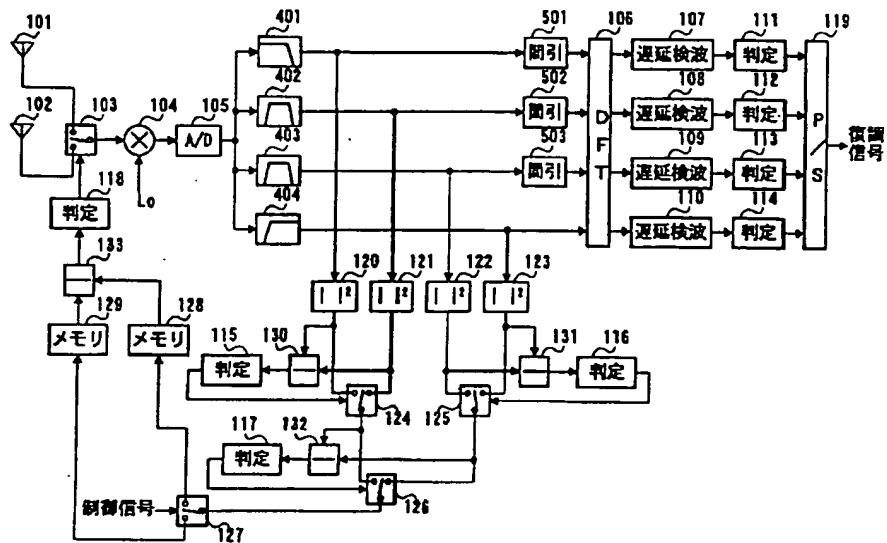 101
102
103
104
105
A/D
Lo
118
判定
133
129
メモリ
128
メモリ
401
402
403
404
501
間引
502
間引
503
間引
106
D
F
T
107
遅延検波
108
遅延検波
109
遅延検波
110
遅延検波
111
判定
112
判定
113
判定
114
判定
119
P
S
復調
信号
120
| |²
121
| |²
122
| |²
123
| |²
115
判定
130
124
125
131
116
判定
117
判定
132
126
制御信号
127